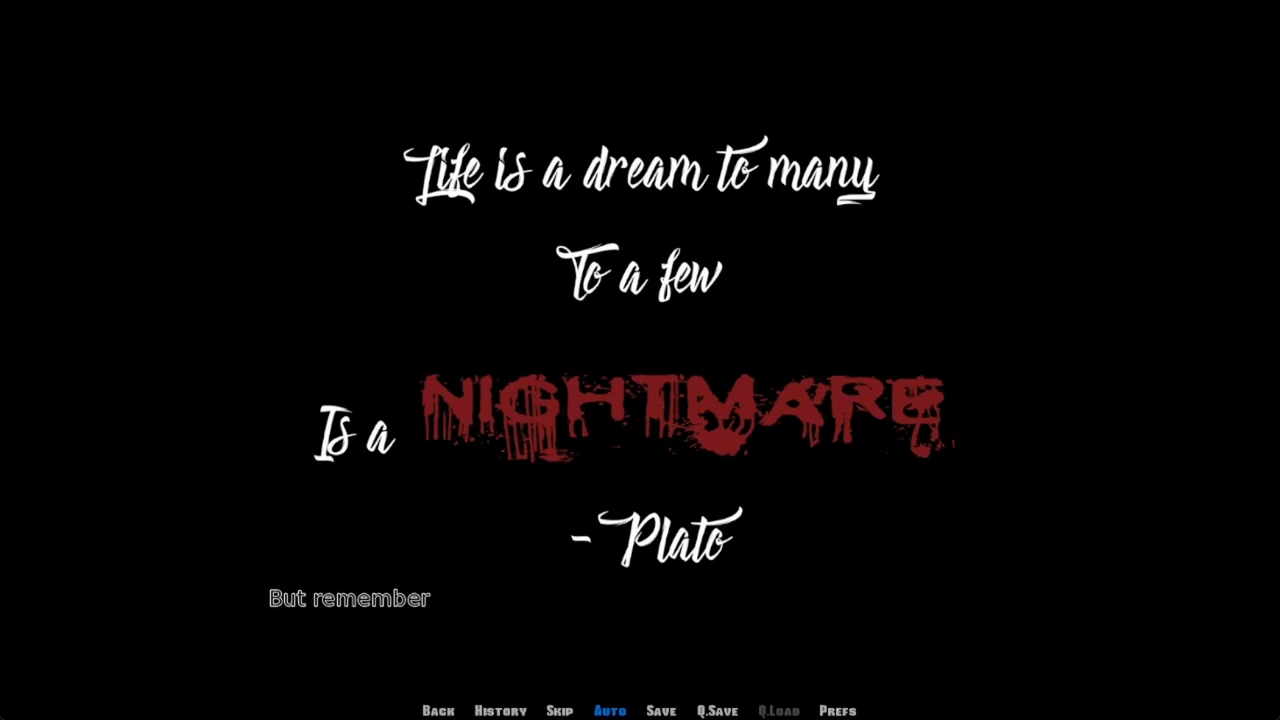 Life is a dream to many
To a few
Is a NIGHTMARE
- Plato
But remember
Back History Skip Auto Save Q.Save Q.Load Prefs